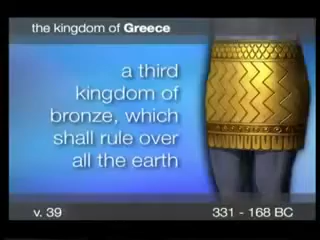 the kingdom of Greece
a third
kingdom of
bronze, which
shall rule over
all the earth
v. 39
331 - 168 BC